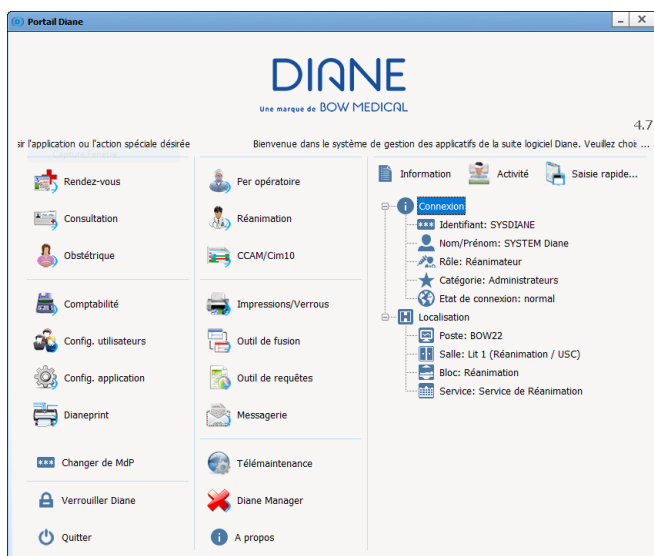 Portail Diane
DIANE
Une marque de BOW MEDICAL
4.7
sir l'application ou l'action spéciale désirée
Bienvenue dans le système de gestion des applicatifs de la suite logiciel Diane. Veuillez choi ...
Rendez-vous
Consultation
Obstétrique
Comptabilité
Config. utilisateurs
Config. application
Dianeprint
Changer de MdP
Verrouiller Diane
Quitter
Per opératoire
Réanimation
CCAM/Cim10
Impressions/Verrous
Outil de fusion
Outil de requêtes
Messagerie
Télémaintenance
Diane Manager
A propos
Information
Activité
Saisie rapide...
Connexion
Identifiant: SYSDIANE
Nom/Prénom: SYSTEM Diane
Rôle: Réanimateur
Catégorie: Administrateurs
Etat de connexion: normal
Localisation
Poste: BOW22
Salle: Lit 1 (Réanimation / USC)
Bloc: Réanimation
Service: Service de Réanimation